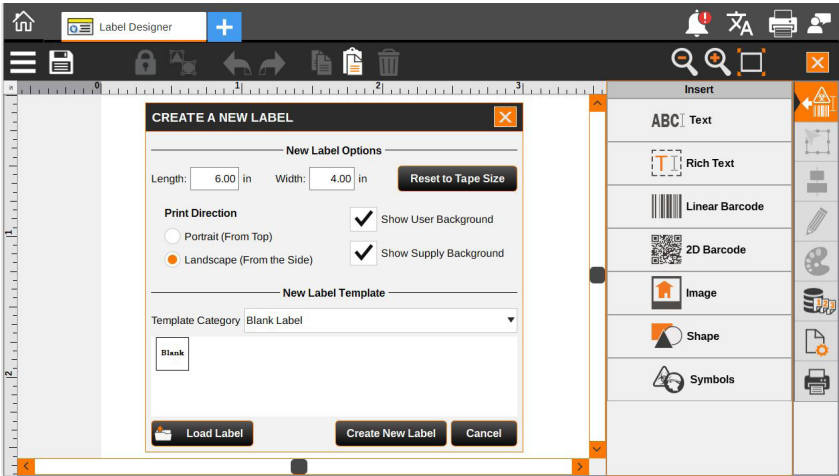 Label Designer
in
0 1 2 3
1
2
Insert
ABC Text
T Rich Text
Linear Barcode
2D Barcode
Image
Shape
Symbols
CREATE A NEW LABEL
New Label Options
Length: 6.00 in Width: 4.00 in Reset to Tape Size
Print Direction
Portrait (From Top)
Landscape (From the Side)
Show User Background
Show Supply Background
New Label Template
Template Category Blank Label
Blank
Load Label Create New Label Cancel